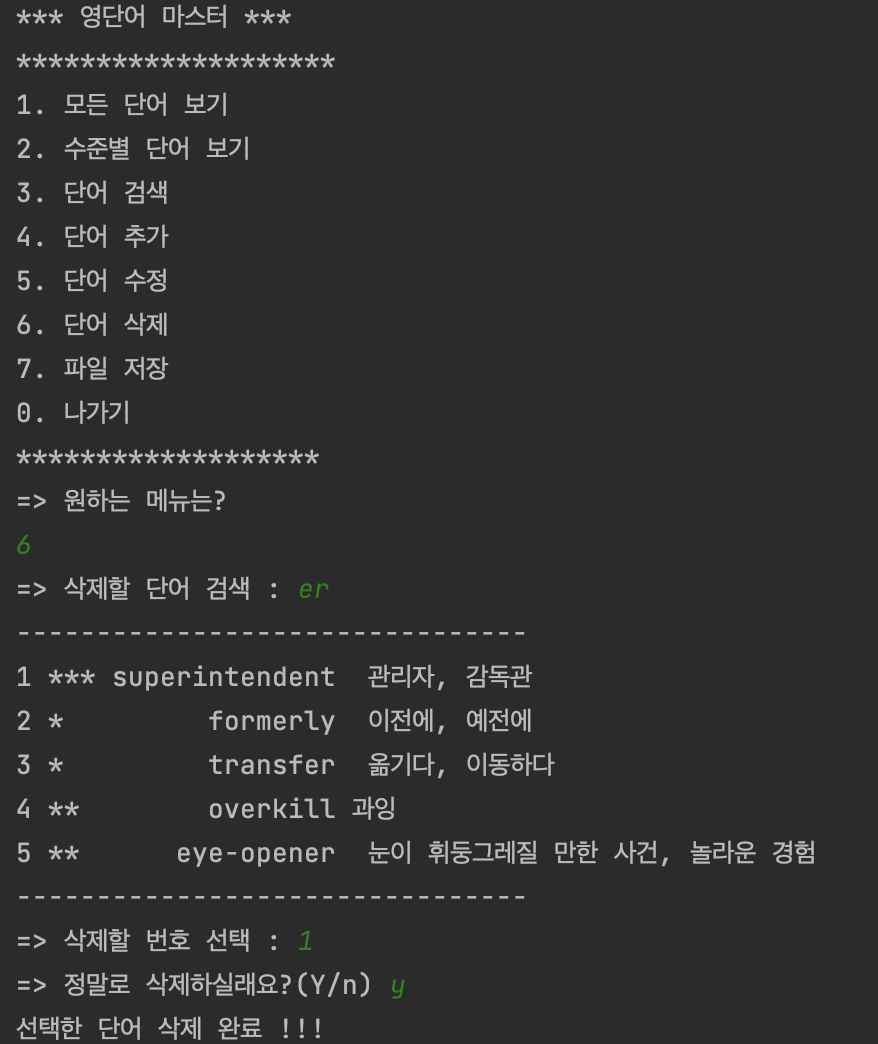 *** 영단어 마스터 ***
********************
1. 모든 단어 보기
2. 수준별 단어 보기
3. 단어 검색
4. 단어 추가
5. 단어 수정
6. 단어 삭제
7. 파일 저장
0. 나가기
*******************
=> 원하는 메뉴는?
6
=> 삭제할 단어 검색 : er
--------------------------------
1 *** superintendent  관리자, 감독관
2 *         formerly  이전에, 예전에
3 *         transfer  옮기다, 이동하다
4 **        overkill 과잉
5 **      eye-opener  눈이 휘둥그레질 만한 사건, 놀라운 경험
--------------------------------
=> 삭제할 번호 선택 : 1
=> 정말로 삭제하실래요?(Y/n) y
선택한 단어 삭제 완료 !!!